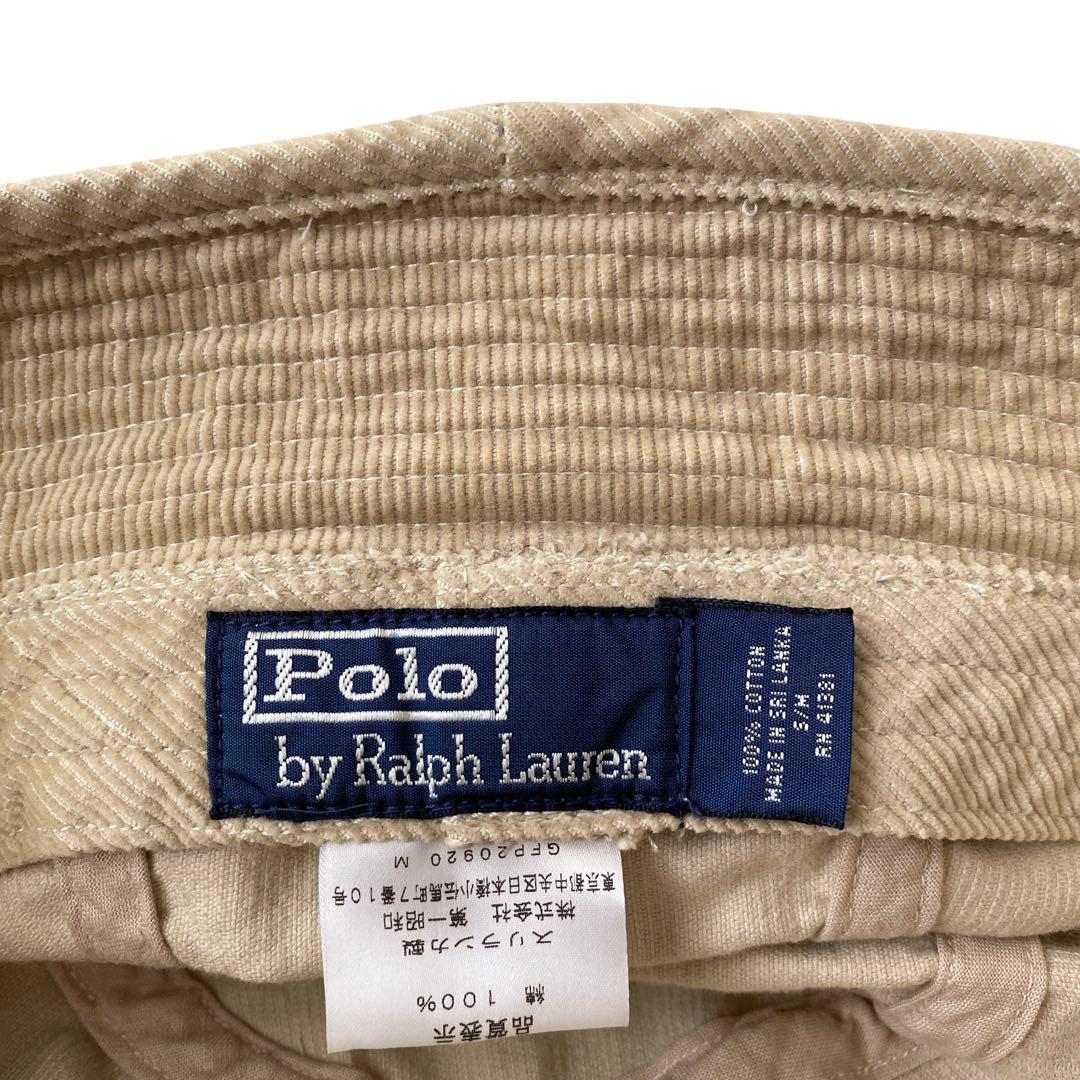 Polo
by Ralph Lauren
100% COTTON
MADE IN SRI LANKA
S/M
RN 41381
品質表示
綿 100%
スリランカ製
株式会社 第一昭和
東京都中央区日本橋小伝馬町7番10号
GFP20920 M